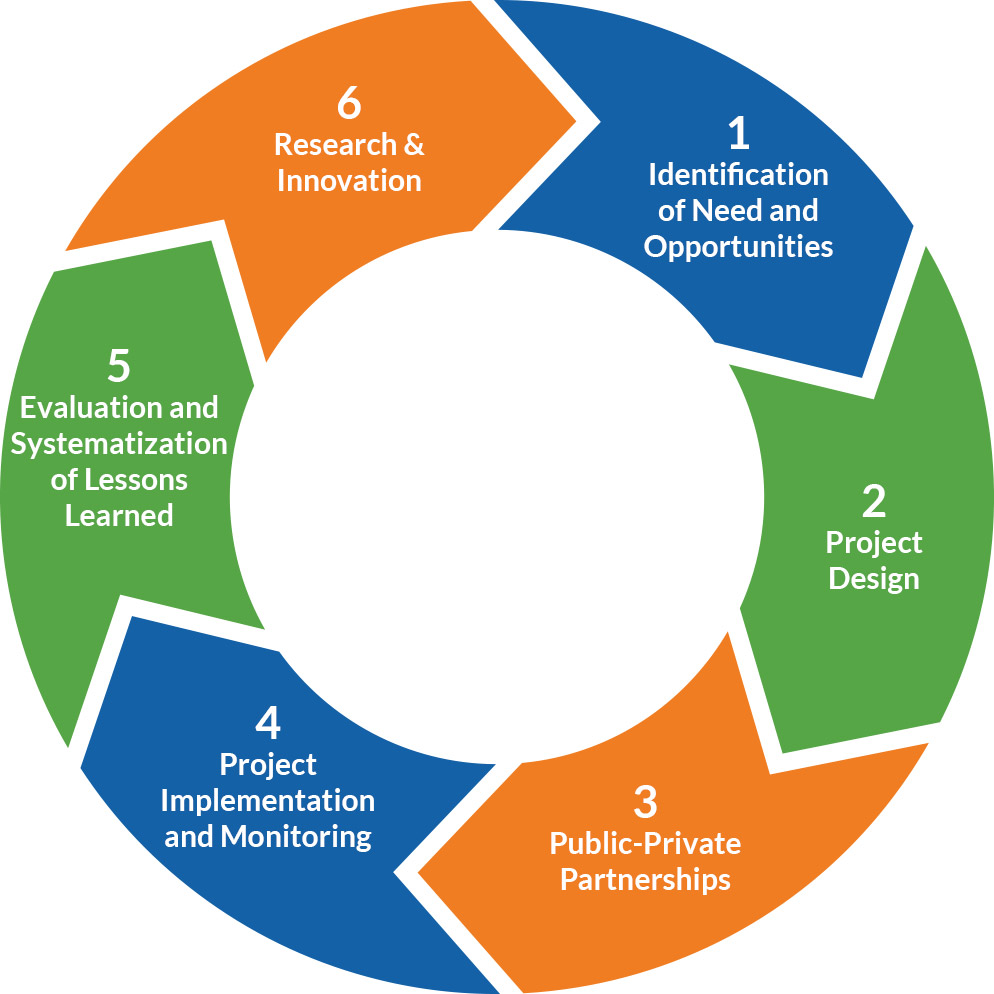 1
Identification
of Need and
Opportunities
2
Project
Design
3
Public-Private
Partnerships
4
Project
Implementation
and Monitoring
5
Evaluation and
Systematization
of Lessons
Learned
6
Research &
Innovation